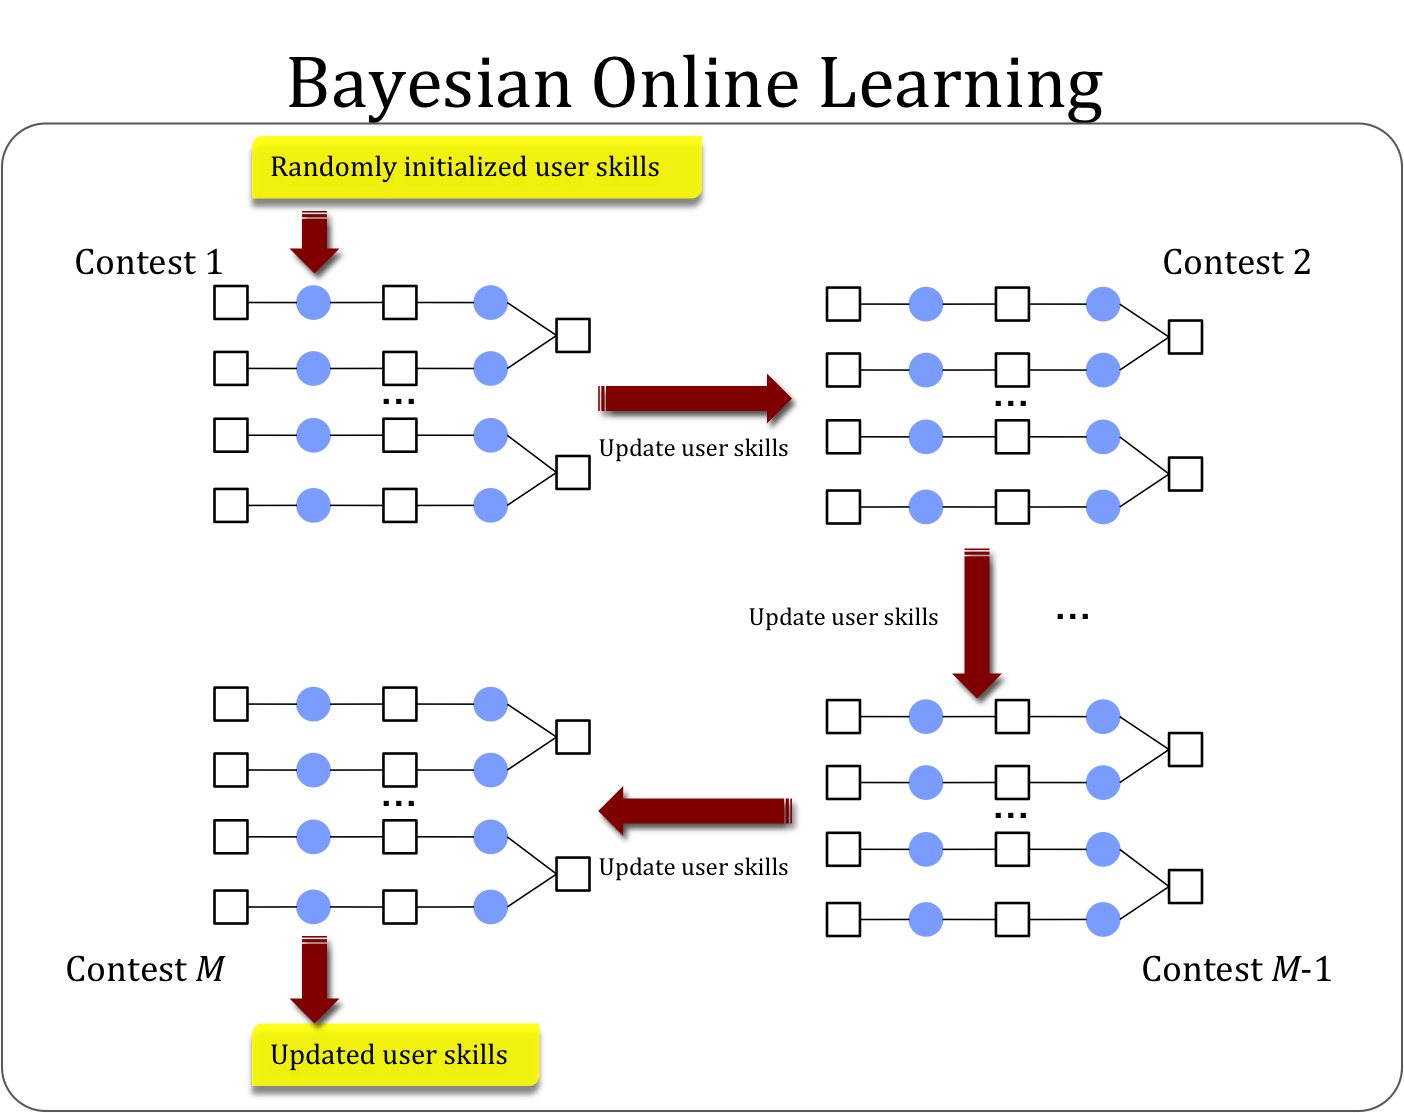 Bayesian Online Learning
Randomly initialized user skills
Contest 1
Contest 2
...
...
Update user skills
Update user skills
...
...
...
Update user skills
Contest M
Contest M-1
Updated user skills